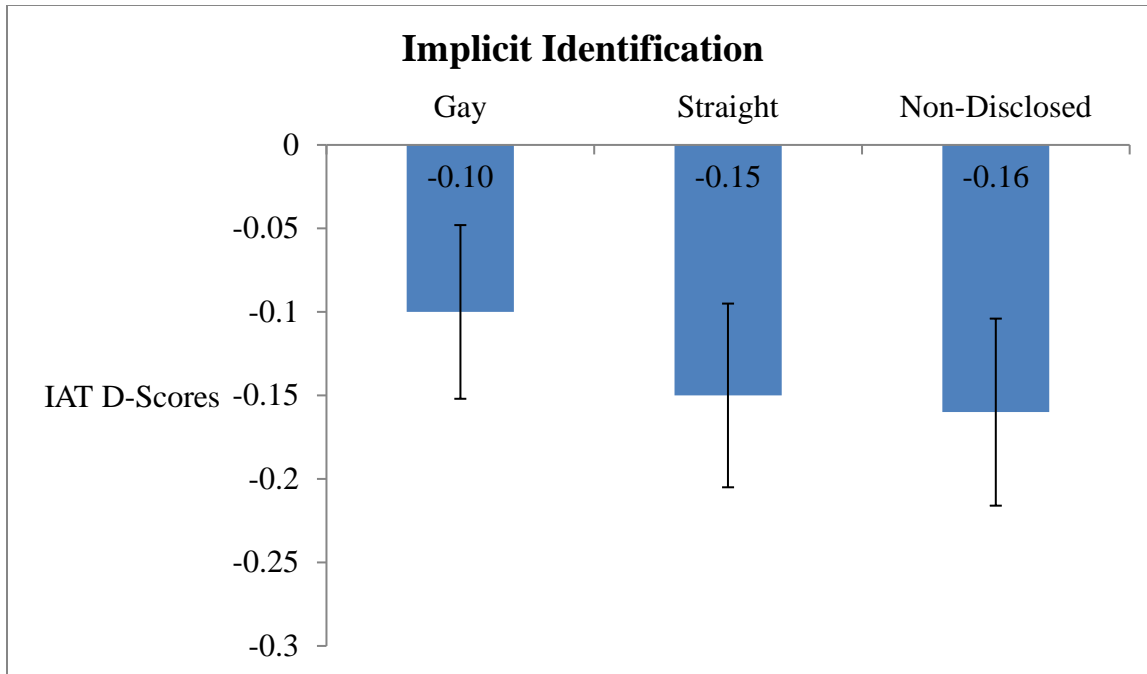 Implicit Identification
Gay Straight Non-Disclosed
0
-0.10 -0.15 -0.16
-0.05
-0.1
IAT D-Scores -0.15
-0.2
-0.25
-0.3